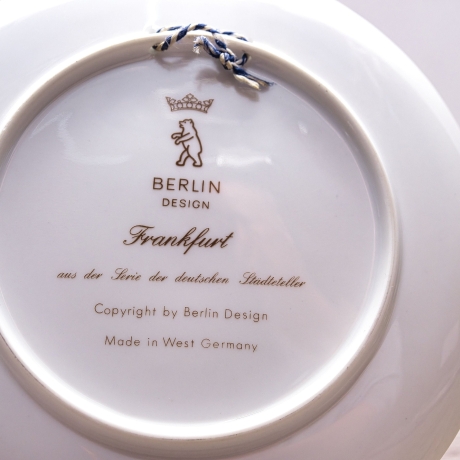 BERLIN
DESIGN
Frankfurt
aus der Serie der deutschen Städteteller
Copyright by Berlin Design
Made in West Germany